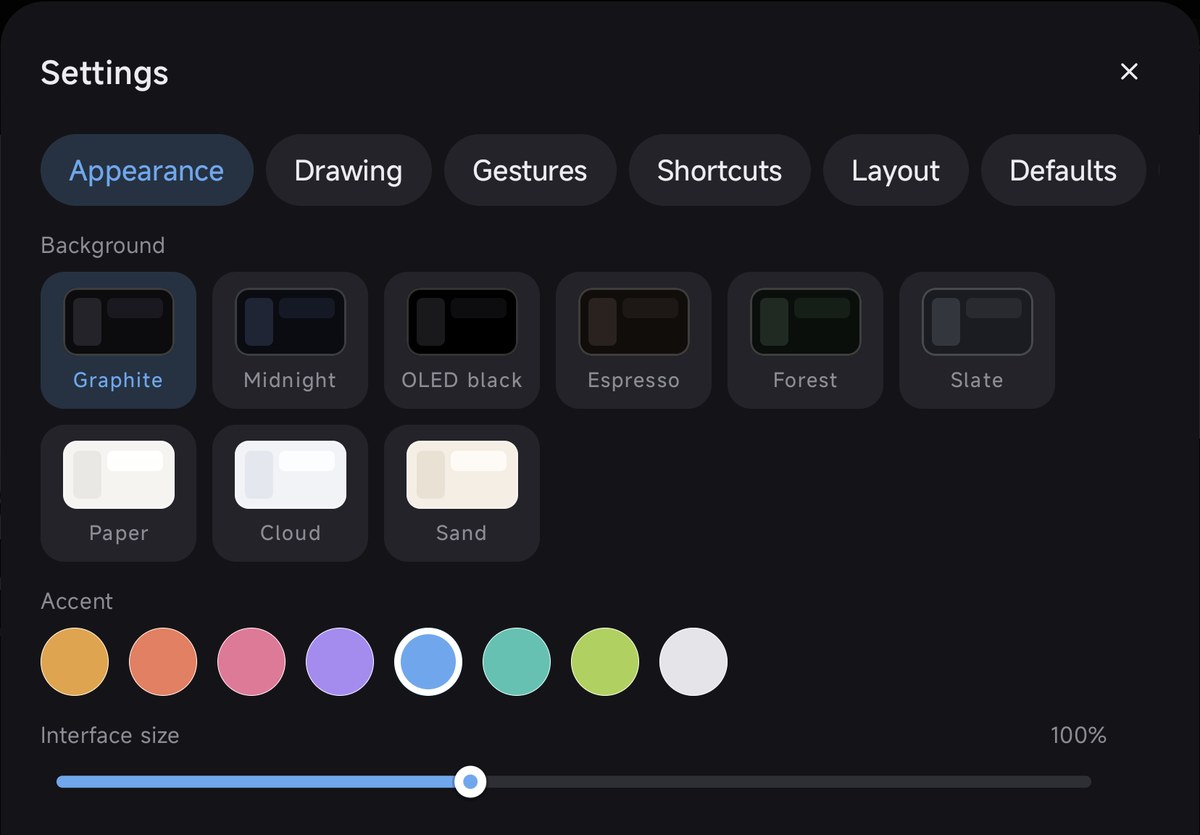 Settings
Appearance Drawing Gestures Shortcuts Layout Defaults
Background
Graphite Midnight OLED black Espresso Forest Slate
Paper Cloud Sand
Accent
Interface size 100%